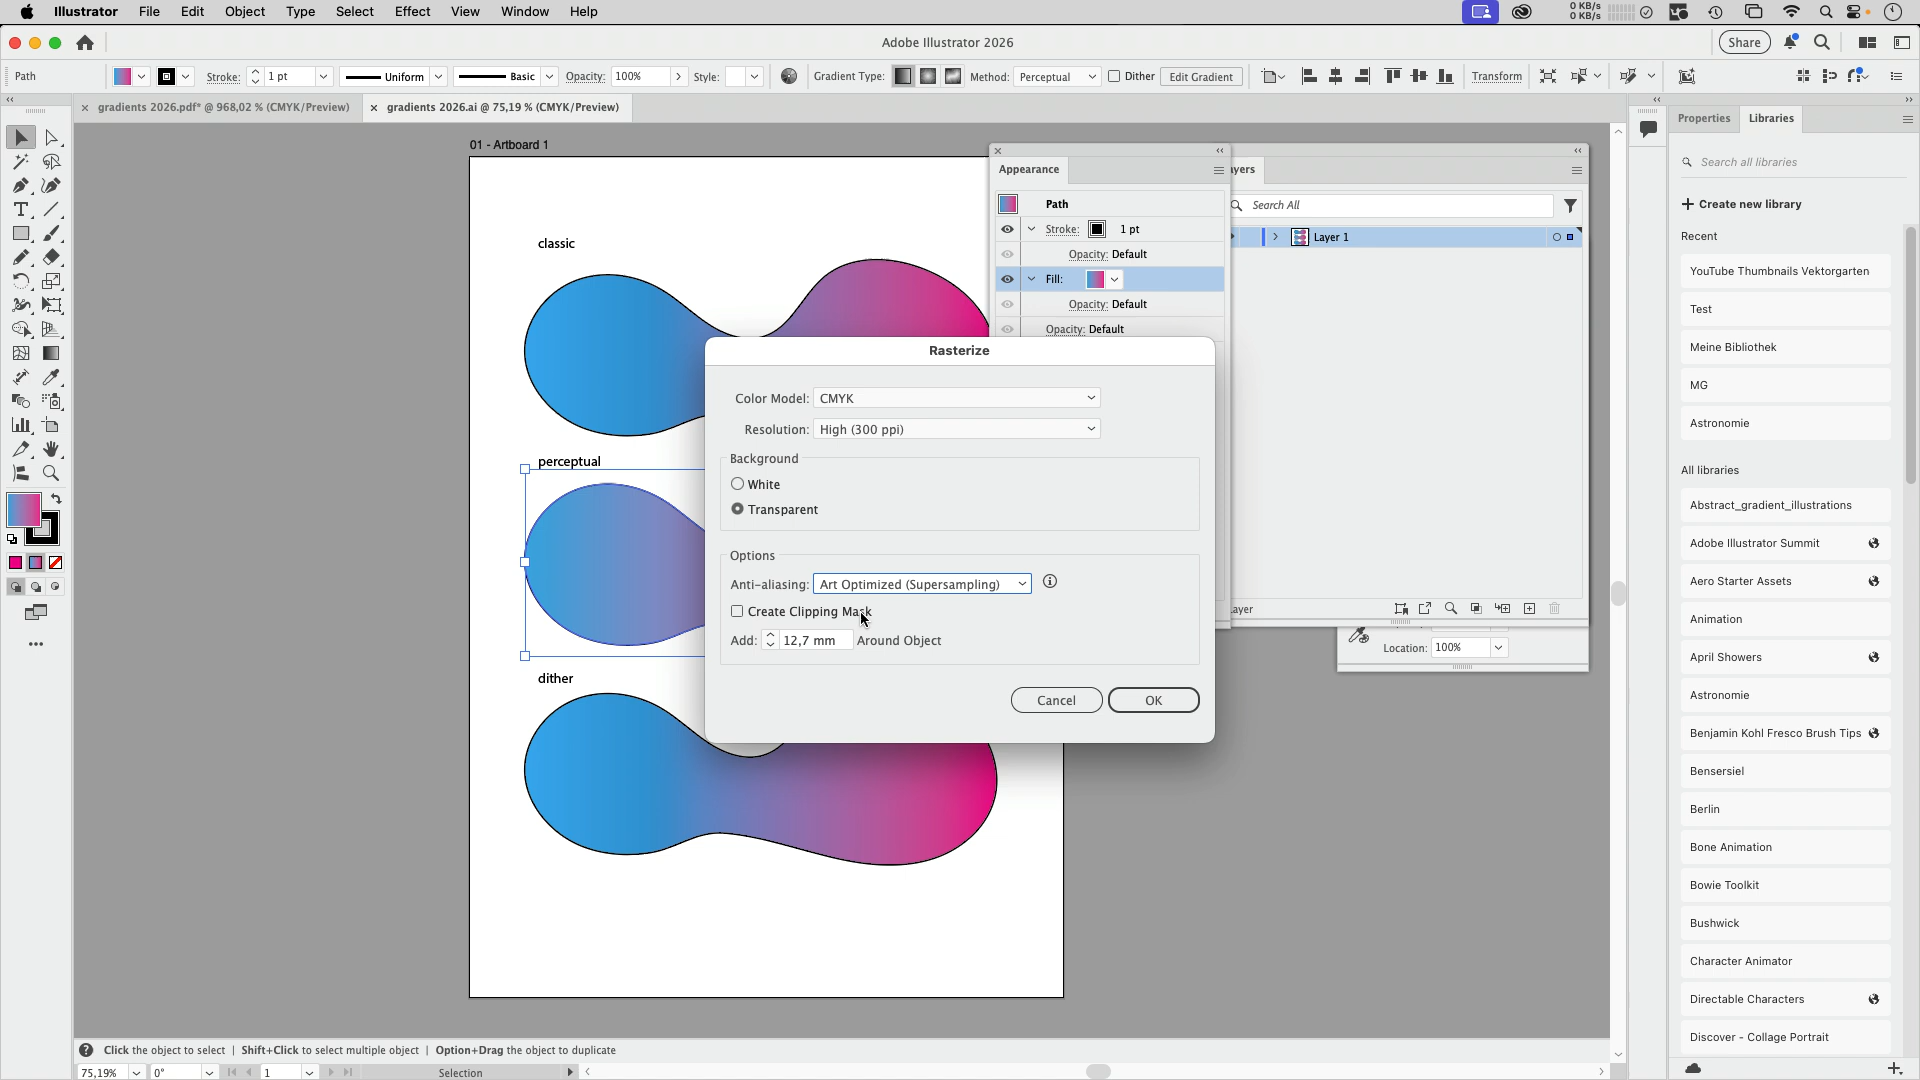 Illustrator File Edit Object Type Select Effect View Window Help
0 KB/s
0 KB/s
Adobe Illustrator 2026
Share
Path
Stroke: 1 pt Uniform Basic Opacity: 100% Style: Gradient Type: Method: Perceptual Dither Edit Gradient Transform
gradients 2026.pdf* @ 968,02 % (CMYK/Preview)
gradients 2026.ai @ 75,19 % (CMYK/Preview)
01 - Artboard 1
classic
perceptual
dither
Appearance
Path
Stroke: 1 pt
Opacity: Default
Fill:
Opacity: Default
Opacity: Default
ayers
Search All
Layer 1
ayer
Location: 100%
Rasterize
Color Model: CMYK
Resolution: High (300 ppi)
Background
White
Transparent
Options
Anti-aliasing: Art Optimized (Supersampling)
Create Clipping Mask
Add: 12,7 mm Around Object
Cancel OK
Properties Libraries
Search all libraries
Create new library
Recent
YouTube Thumbnails Vektorgarten
Test
Meine Bibliothek
MG
Astronomie
All libraries
Abstract_gradient_illustrations
Adobe Illustrator Summit
Aero Starter Assets
Animation
April Showers
Astronomie
Benjamin Kohl Fresco Brush Tips
Bensersiel
Berlin
Bone Animation
Bowie Toolkit
Bushwick
Character Animator
Directable Characters
Discover - Collage Portrait
Click the object to select | Shift+Click to select multiple object | Option+Drag the object to duplicate
75,19% 0° 1 Selection